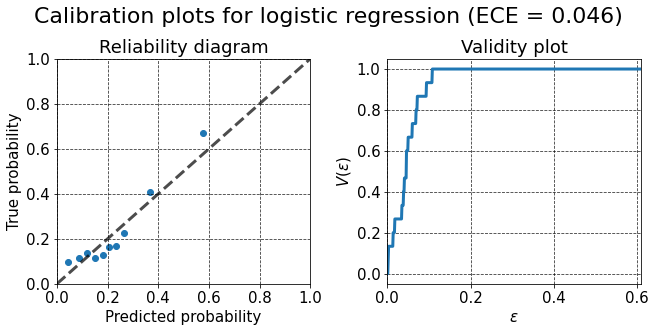 Calibration plots for logistic regression (ECE = 0.046)
Reliability diagram
True probability
1.0
0.8
0.6
0.4
0.2
0.0
0.0 0.2 0.4 0.6 0.8 1.0
Predicted probability
Validity plot
V(ε)
1.0
0.8
0.6
0.4
0.2
0.0
0.0 0.2 0.4 0.6
ε